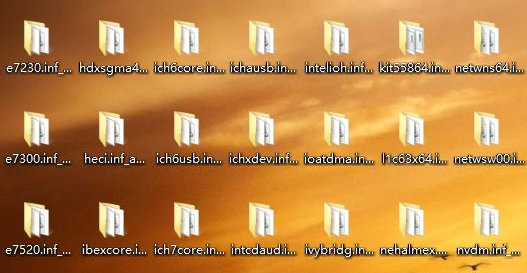 e7230.inf_...
hdxsgma4...
ich6core.in...
ichausb.in...
intelioh.inf...
kit55864.in...
netwns64.i...
e7300.inf_...
heci.inf_a...
ich6usb.in...
ichxdev.inf...
ioatdma.in...
l1c63x64.i...
netwsw00.i...
e7520.inf_...
ibexcore.i...
ich7core.in...
intcdaud.i...
ivybridg.in...
nehalmex....
nvdm.inf_...